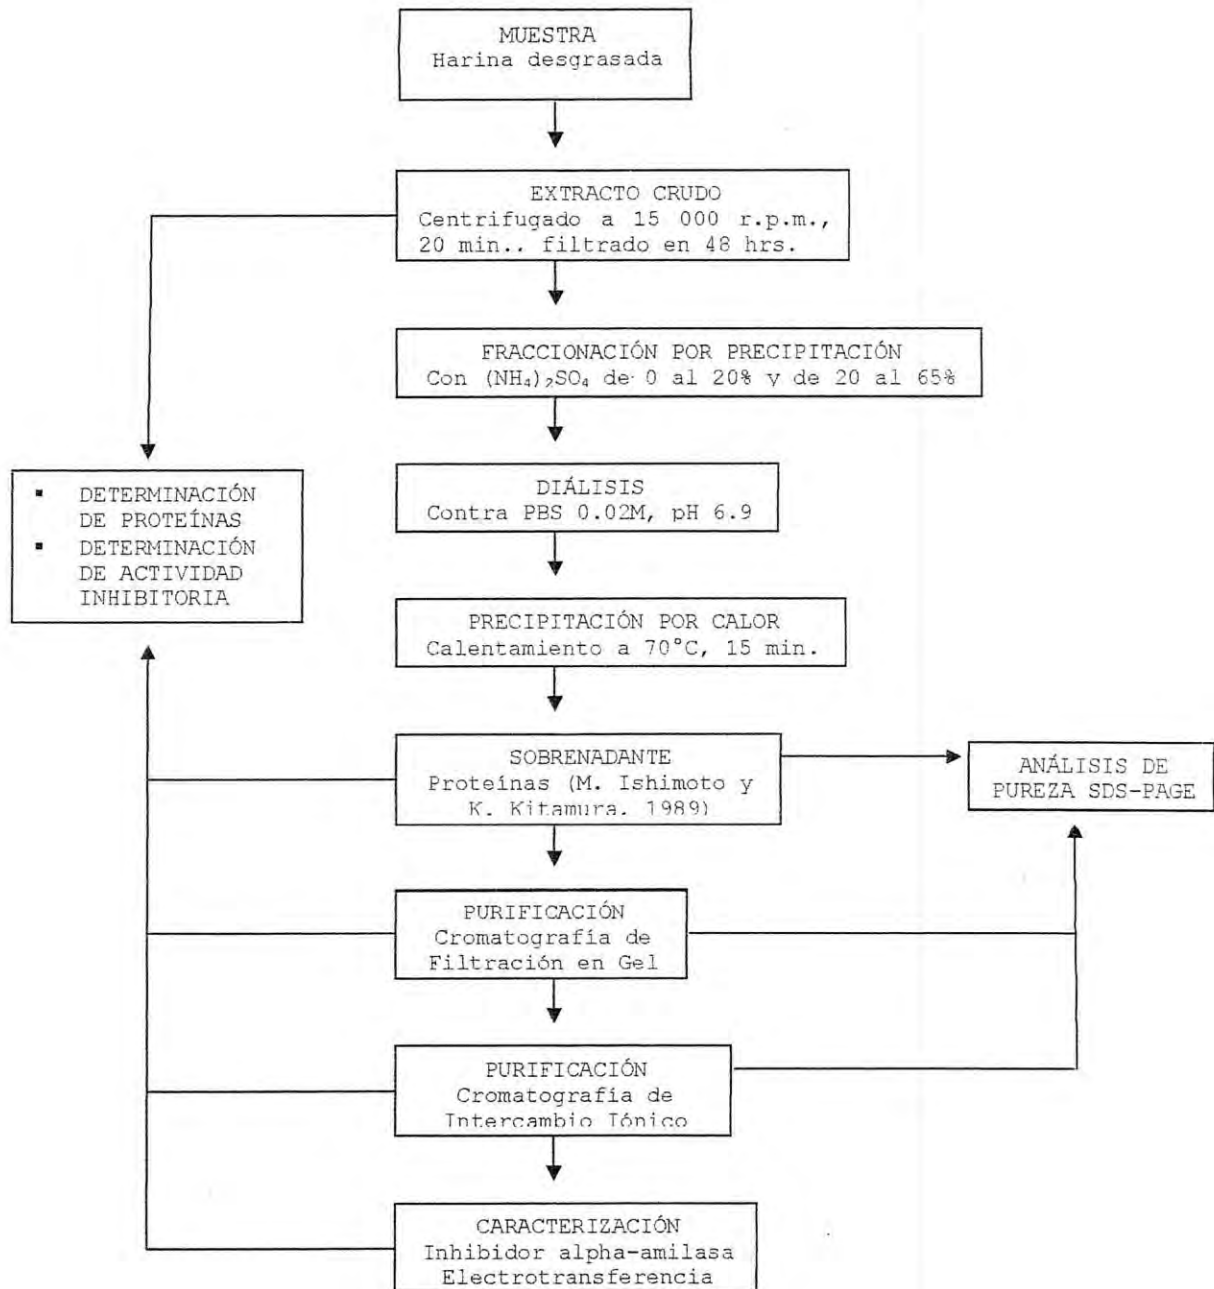 MUESTRA
Harina desgrasada
EXTRACTO CRUDO
Centrifugado a 15 000 r.p.m.,
20 min.. filtrado en 48 hrs.
FRACCIONACIÓN POR PRECIPITACIÓN
Con (NH₄)₂SO₄ de 0 al 20% y de 20 al 65%
DIÁLISIS
Contra PBS 0.02M, pH 6.9
▪ DETERMINACIÓN
DE PROTEÍNAS
▪ DETERMINACIÓN
DE ACTIVIDAD
INHIBITORIA
PRECIPITACIÓN POR CALOR
Calentamiento a 70°C, 15 min.
SOBRENADANTE
Proteínas (M. Ishimoto y
K. Kitamura. 1989)
ANÁLISIS DE
PUREZA SDS-PAGE
PURIFICACIÓN
Cromatografía de
Filtración en Gel
PURIFICACIÓN
Cromatografía de
Intercambio Iónico
CARACTERIZACIÓN
Inhibidor alpha-amilasa
Electrotransferencia